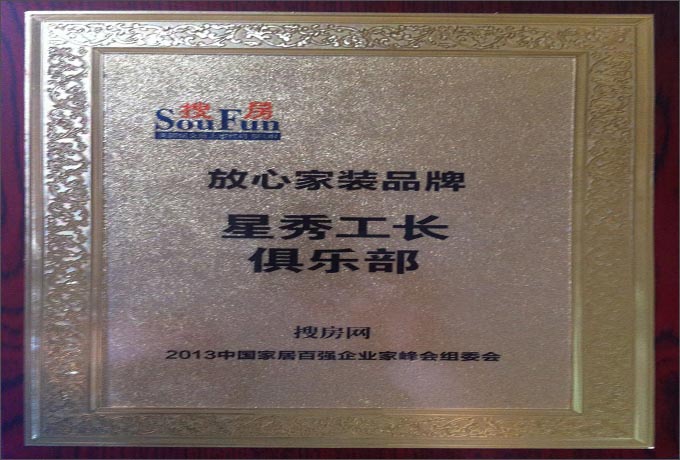 搜房
SouFun
放心家装品牌
星秀工长
俱乐部
搜房网
2013中国家居百强企业家峰会组委会